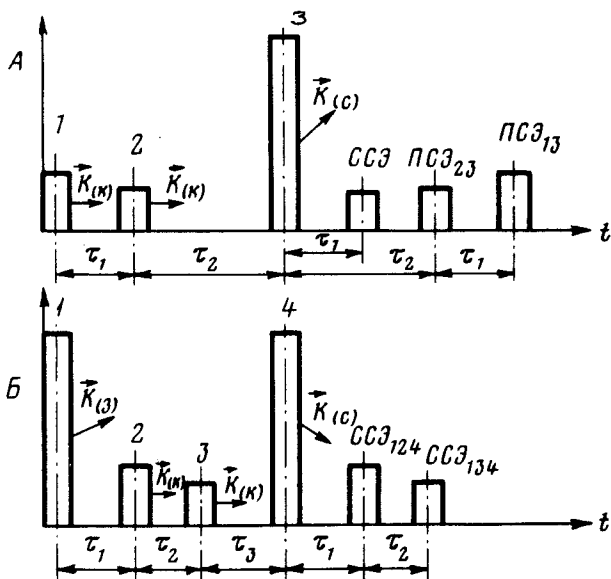 А
3
K⃗(с)
1
2
ССЭ
ПСЭ₂₃
ПСЭ₁₃
K⃗(к)
K⃗(к)
τ₁
τ₂
τ₁
τ₂
τ₁
t
Б
1
4
K⃗(з)
K⃗(с)
2
3
ССЭ₁₂₄
ССЭ₁₃₄
K⃗(к)
K⃗(к)
τ₁
τ₂
τ₃
τ₁
τ₂
t